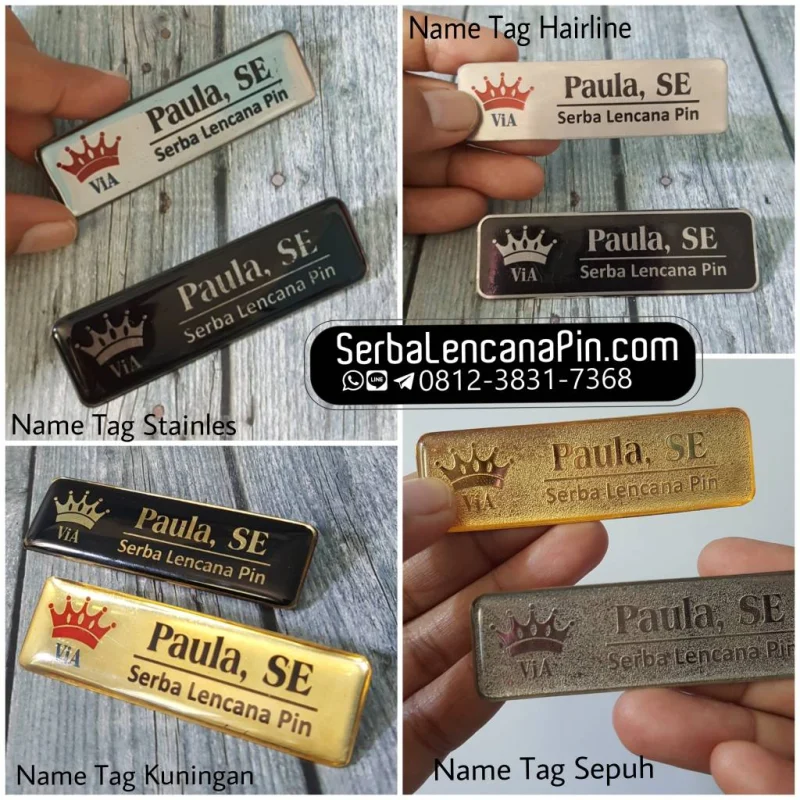 Paula, SE
Serba Lencana Pin
ViA
Paula, SE
Serba Lencana Pin
ViA
Name Tag Stainles
Name Tag Hairline
Paula, SE
Serba Lencana Pin
ViA
Paula, SE
Serba Lencana Pin
ViA
SerbaLencanaPin.com
LINE 0812-3831-7368
Paula, SE
Serba Lencana Pin
ViA
Paula, SE
Serba Lencana Pin
ViA
Name Tag Kuningan
Paula, SE
Serba Lencana Pin
ViA
Paula, SE
Serba Lencana Pin
ViA
Name Tag Sepuh